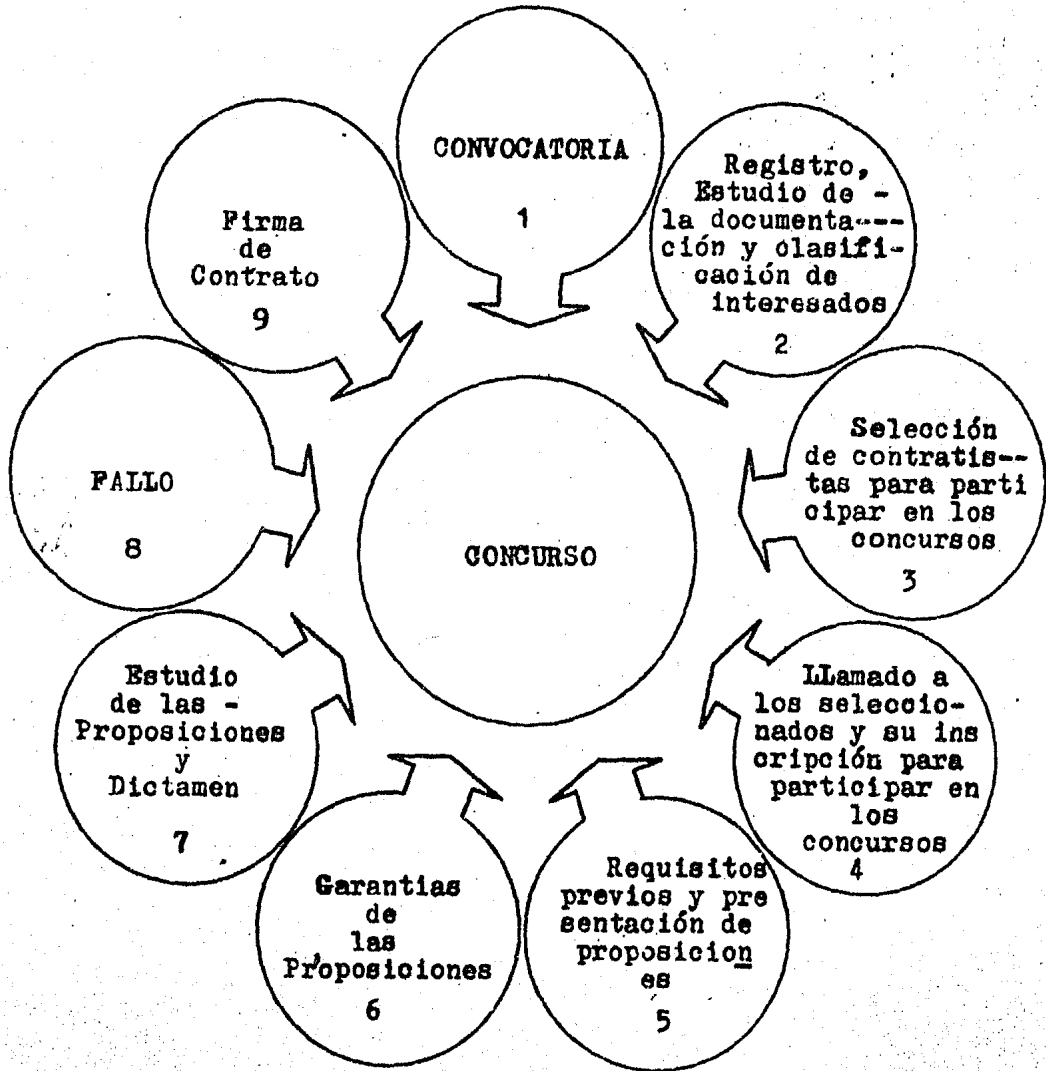 CONVOCATORIA
1
Registro,
Estudio de -
la documenta----
ción y clasifi-
cación de
interesados
2
Selección
de contratis--
tas para parti
cipar en los
concursos
3
LLamado a
los seleccio-
nados y su ins
cripción para
participar en
los
concursos
4
Requisitos
previos y pre
sentación de
proposicion
es
5
Garantias
de
las
Proposiciones
6
Estudio
de las -
Proposiciones
y
Dictamen
7
FALLO
8
Firma
de
Contrato
9
CONCURSO